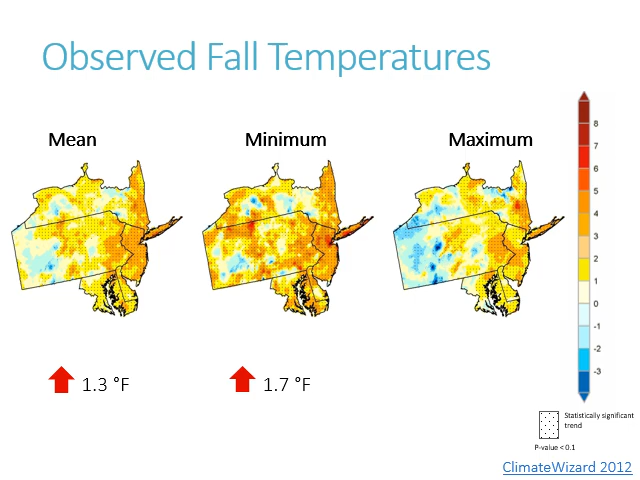 Observed Fall Temperatures
Mean
Minimum
Maximum
8
7
6
5
4
3
2
1
0
-1
-2
-3
1.3 °F
1.7 °F
Statistically significant
trend
P-value < 0.1
ClimateWizard 2012